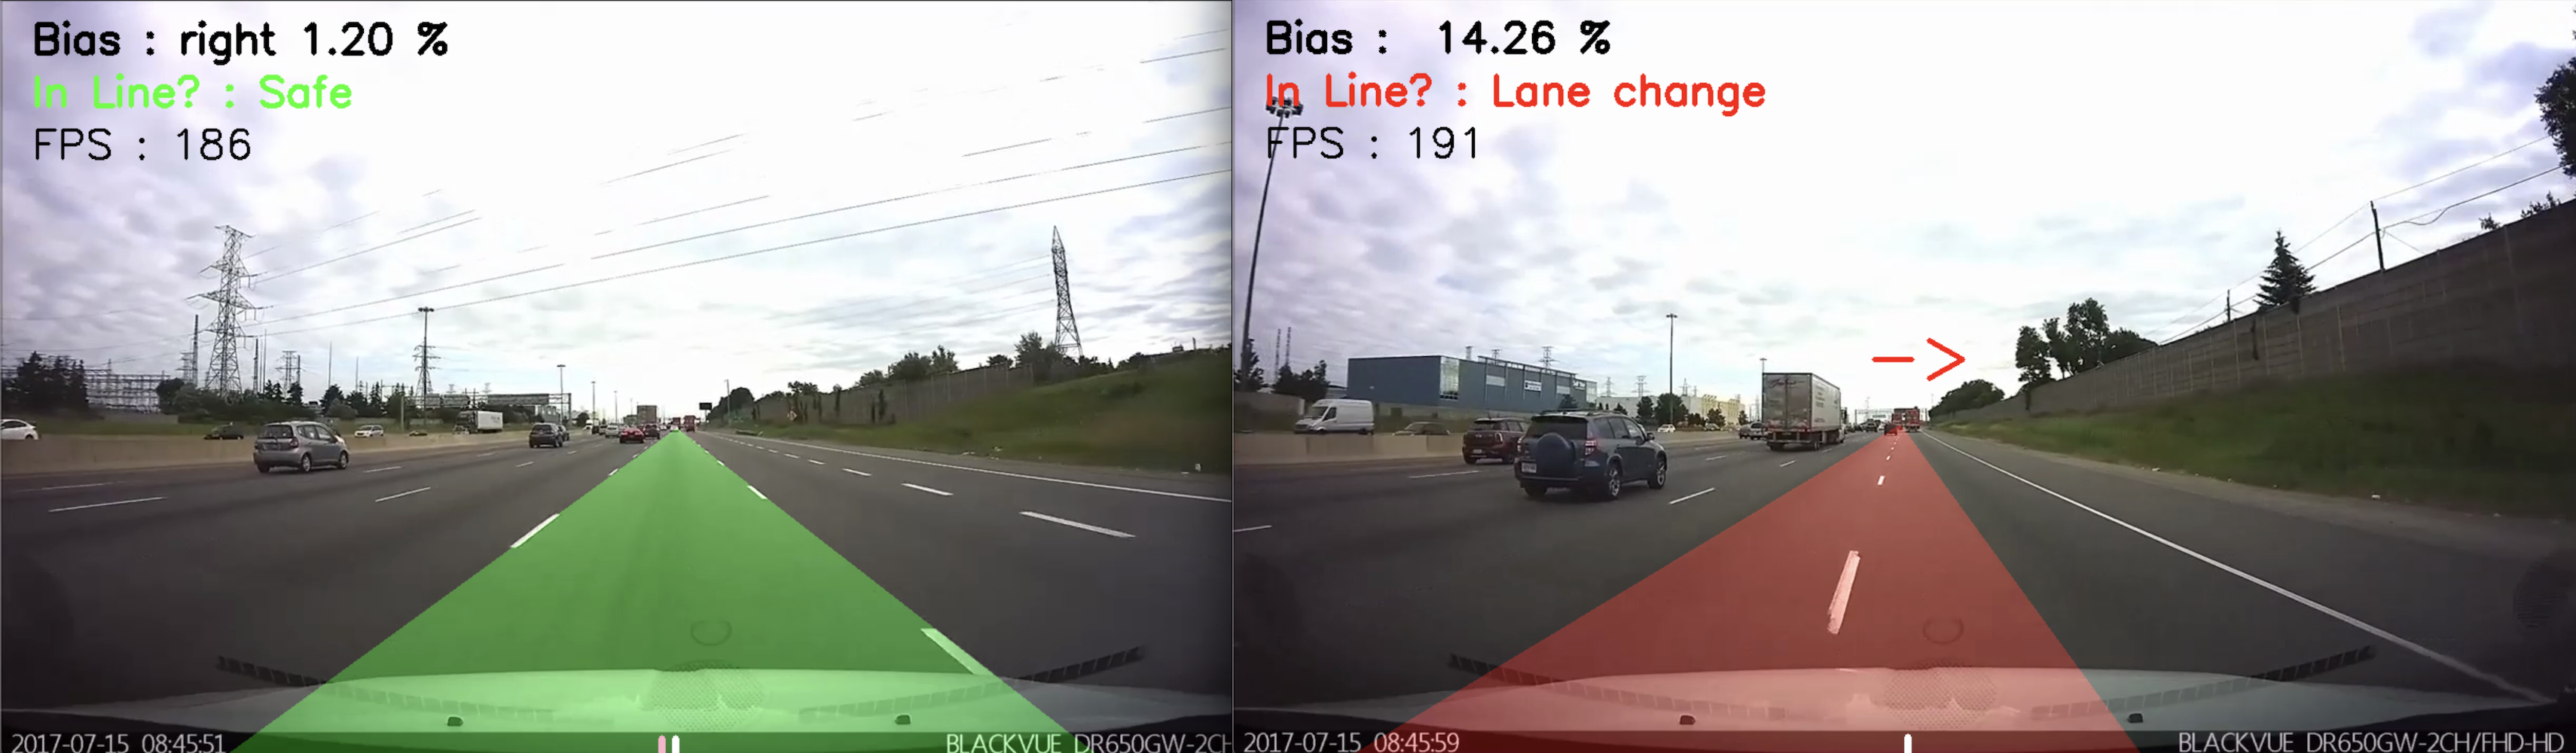 Bias : right 1.20 %
In Line? : Safe
FPS : 186
2017-07-15 08:45:51
BLACKVUE DR650GW-2CH
Bias : 14.26 %
In Line? : Lane change
FPS : 191
->
2017-07-15 08:45:59
BLACKVUE DR650GW-2CH/FHD-HD